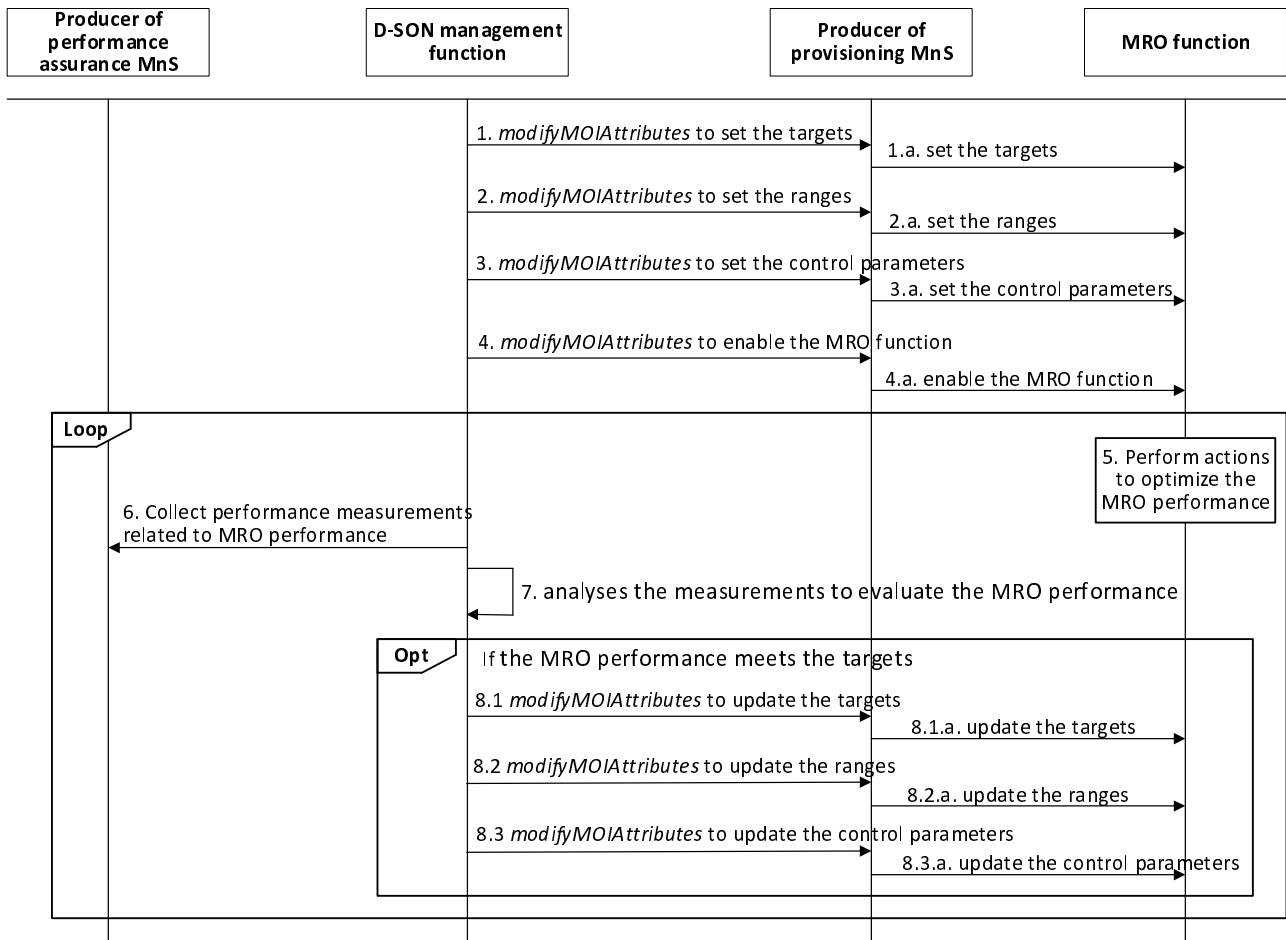 Producer of
performance
assurance MnS
D-SON management
function
Producer of
provisioning MnS
MRO function
1. modifyMOIAttributes to set the targets
1.a. set the targets
2. modifyMOIAttributes to set the ranges
2.a. set the ranges
3. modifyMOIAttributes to set the control parameters
3.a. set the control parameters
4. modifyMOIAttributes to enable the MRO function
4.a. enable the MRO function
Loop
5. Perform actions
to optimize the
MRO performance
6. Collect performance measurements
related to MRO performance
7. analyses the measurements to evaluate the MRO performance
Opt
If the MRO performance meets the targets
8.1 modifyMOIAttributes to update the targets
8.1.a. update the targets
8.2 modifyMOIAttributes to update the ranges
8.2.a. update the ranges
8.3 modifyMOIAttributes to update the control parameters
8.3.a. update the control parameters